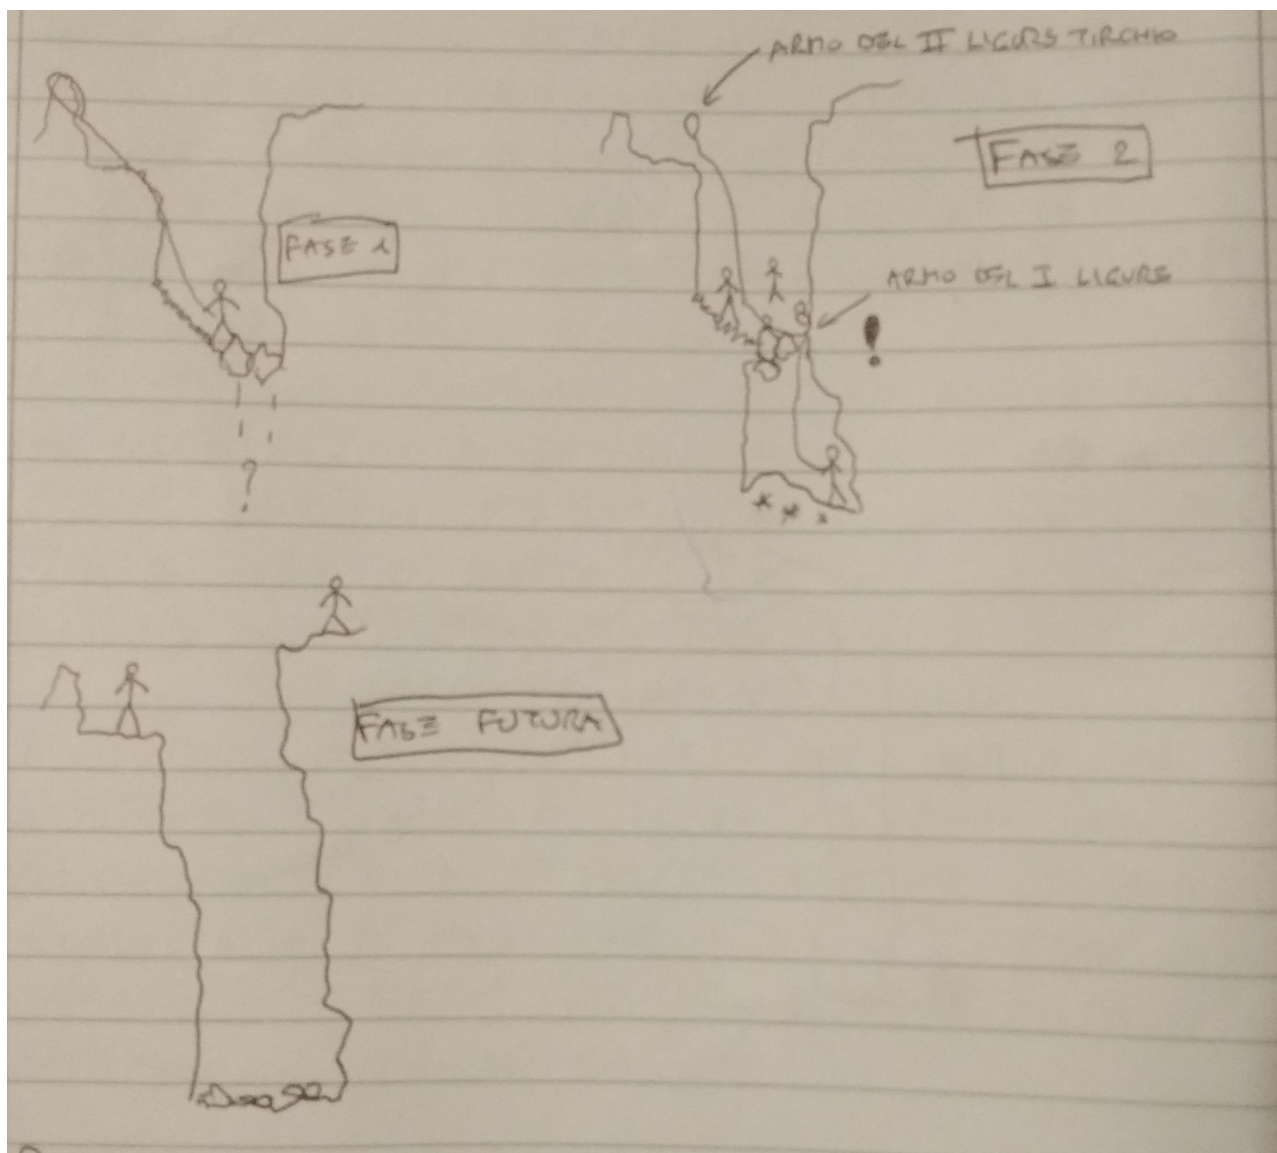 ARMO DEL II LIGURE TIRCHIO
FASE 2
FASE 1
ARMO DEL I LIGURE
!
?
FASE FUTURA